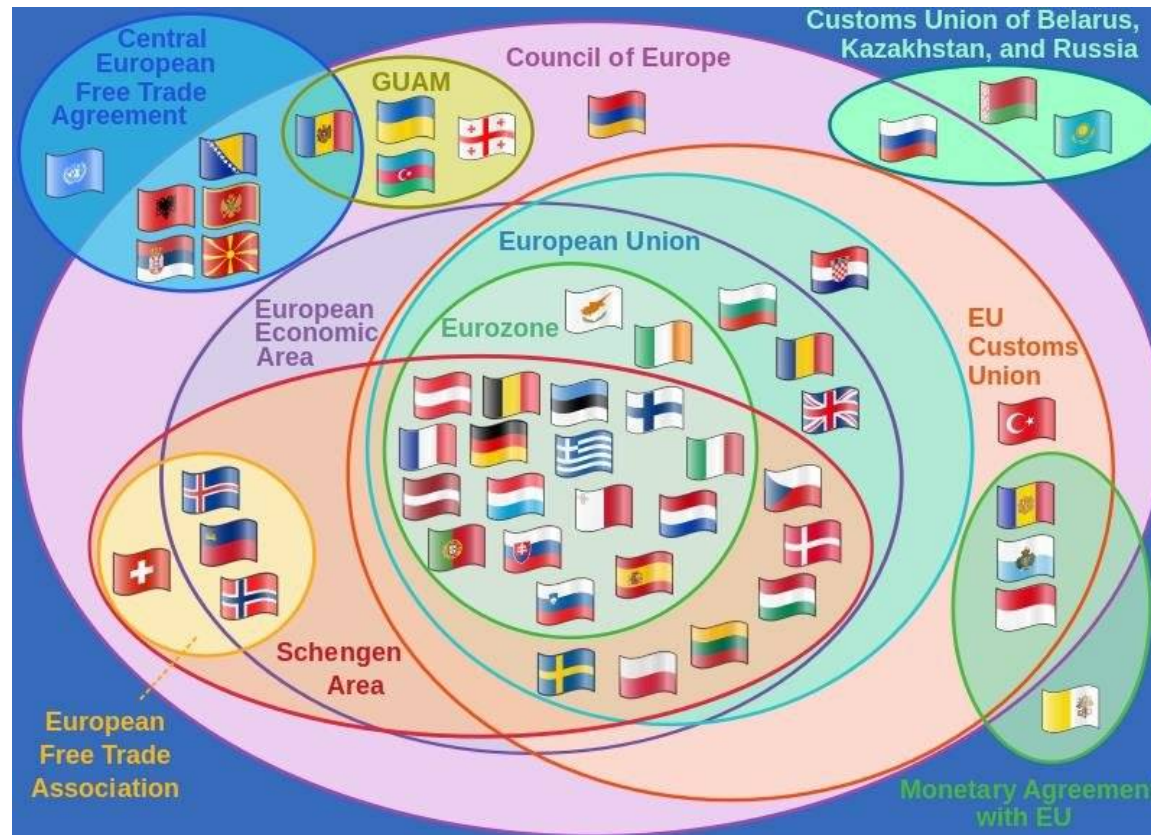 Central
European
Free Trade
Agreement
GUAM
Council of Europe
Customs Union of Belarus,
Kazakhstan, and Russia
European Union
European
Economic
Area
Eurozone
EU
Customs
Union
Schengen
Area
European
Free Trade
Association
Monetary Agreement
with EU